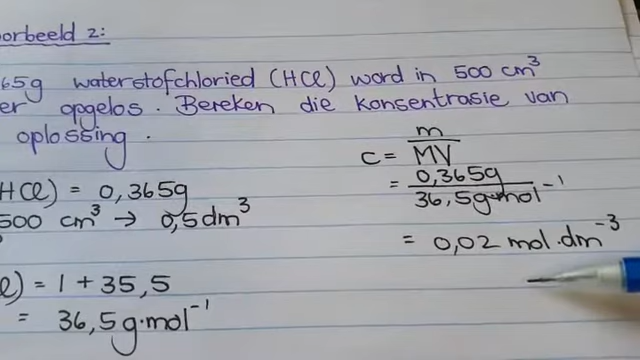 orbeeld 2:
65g waterstofchloried (HCl) word in 500 cm³
er opgelos. Bereken die konsentrasie van
oplossing.
c = m
MV
HCl) = 0,365g
= 0,365g
36,5g·mol⁻¹
500 cm³ → 0,5dm³
= 0,02 mol·dm⁻³
l) = 1 + 35,5
= 36,5g·mol⁻¹